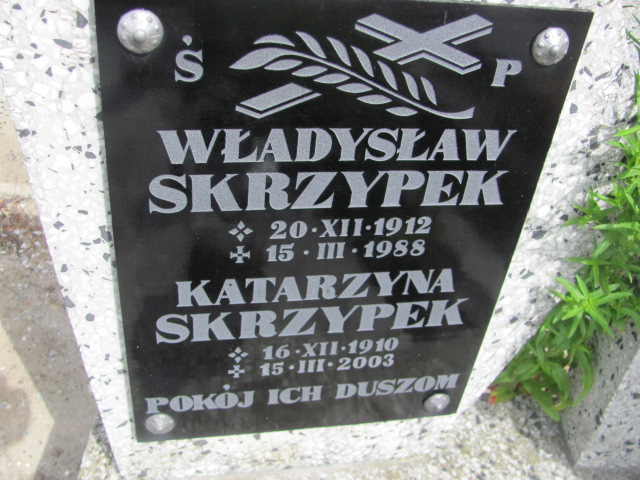 Ś P
WŁADYSŁAW
SKRZYPEK
20·XII·1912
15·III·1988
KATARZYNA
SKRZYPEK
16·XII·1910
15·III·2003
POKÓJ ICH DUSZOM